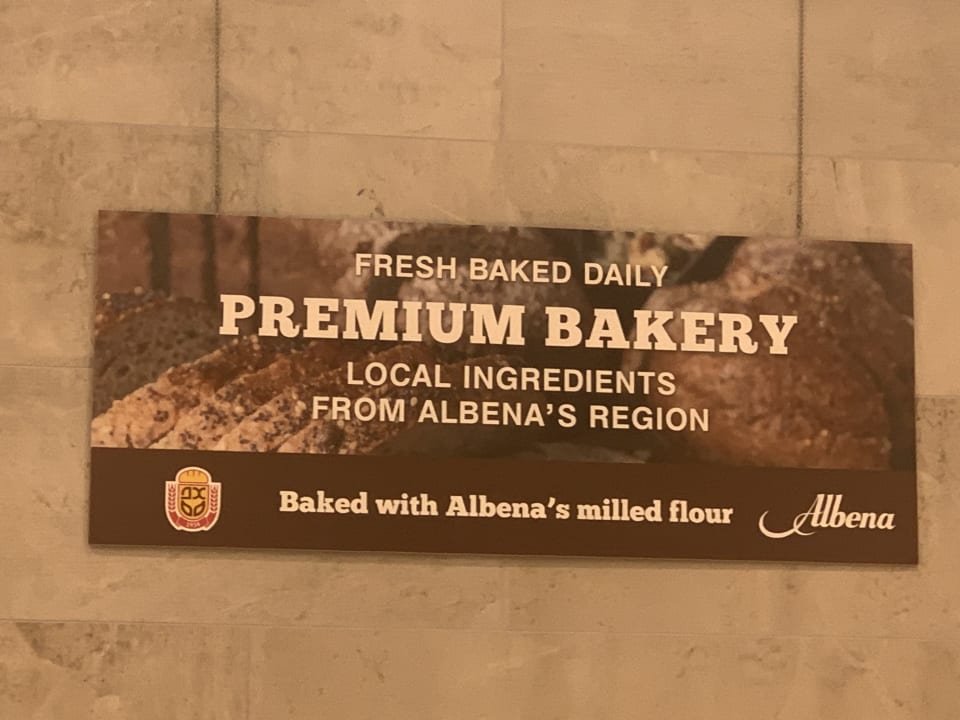 FRESH BAKED DAILY
PREMIUM BAKERY
LOCAL INGREDIENTS
FROM ALBENA'S REGION
Baked with Albena's milled flour
Albena